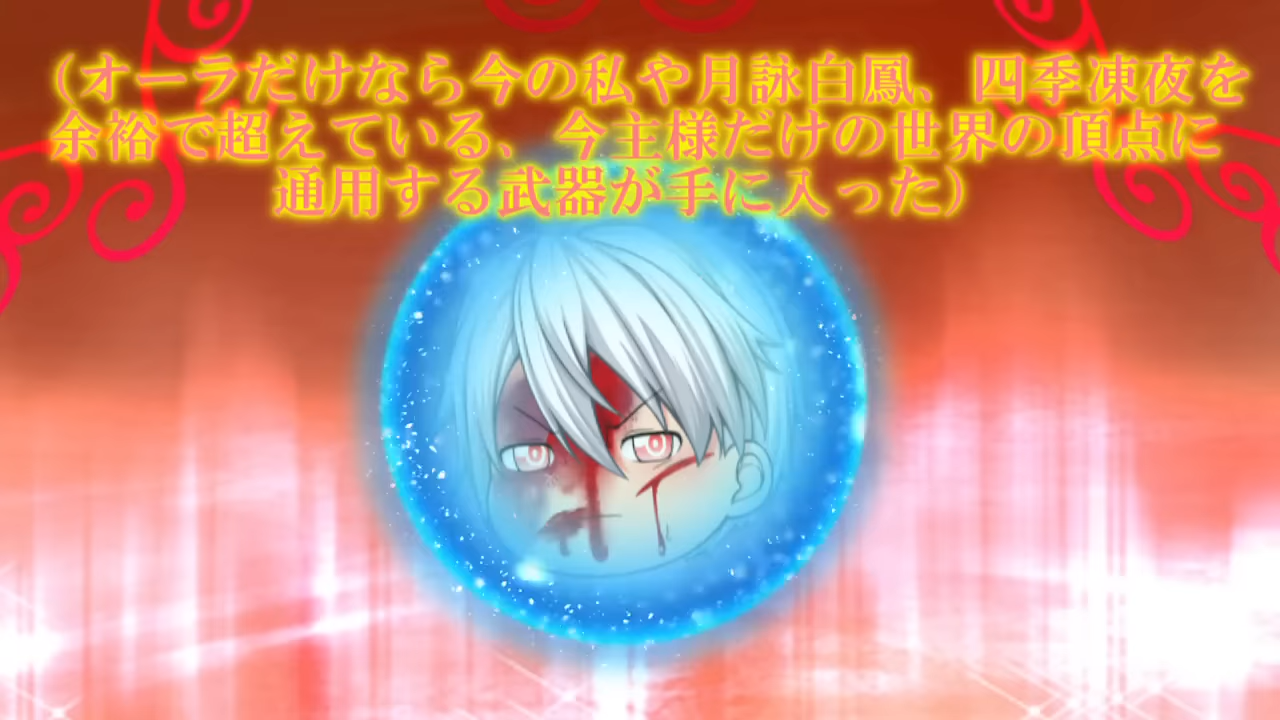 （オーラだけなら今の私や月詠白鳳、四季凍夜を
余裕で超えている、今主様だけの世界の頂点に
通用する武器が手に入った）